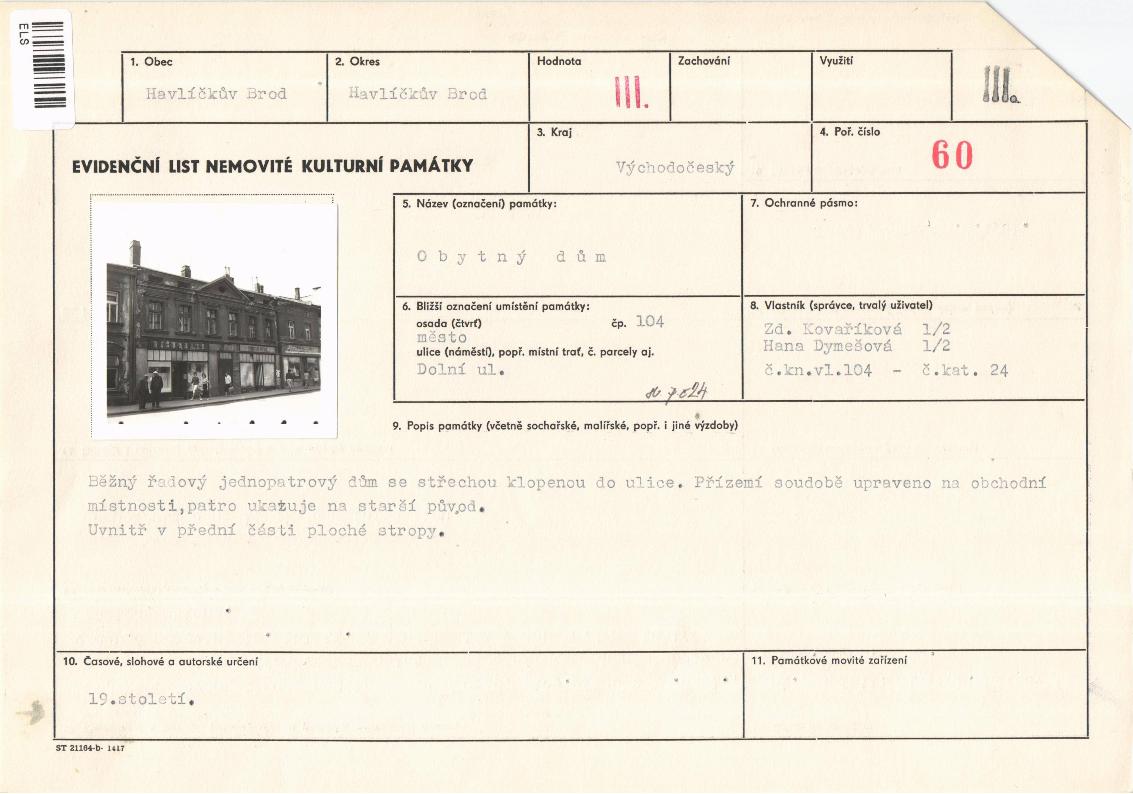 ELS
1. Obec
Havlíčkův Brod
2. Okres
Havlíčkův Brod
Hodnota
III.
Zachování
Využití
III.a
EVIDENČNÍ LIST NEMOVITÉ KULTURNÍ PAMÁTKY
3. Kraj
Východočeský
4. Poř. číslo
60
5. Název (označení) památky:
Obytný dům
7. Ochranné pásmo:
6. Bližší označení umístění památky:
osada (čtvrť) čp. 104
město
ulice (náměstí), popř. místní trať, č. parcely aj.
Dolní ul.
8. Vlastník (správce, trvalý uživatel)
Zd. Kovaříková 1/2
Hana Dymešová 1/2
č.kn.vl.104 - č.kat. 24
9. Popis památky (včetně sochařské, malířské, popř. i jiné výzdoby)
Běžný řadový jednopatrový dům se střechou klopenou do ulice. Přízemí soudobě upraveno na obchodní
místnosti,patro ukazuje na starší původ.
Uvnitř v přední části ploché stropy.
10. Časové, slohové a autorské určení
19.století.
11. Památkové movité zařízení
ST 21164-b- 1417